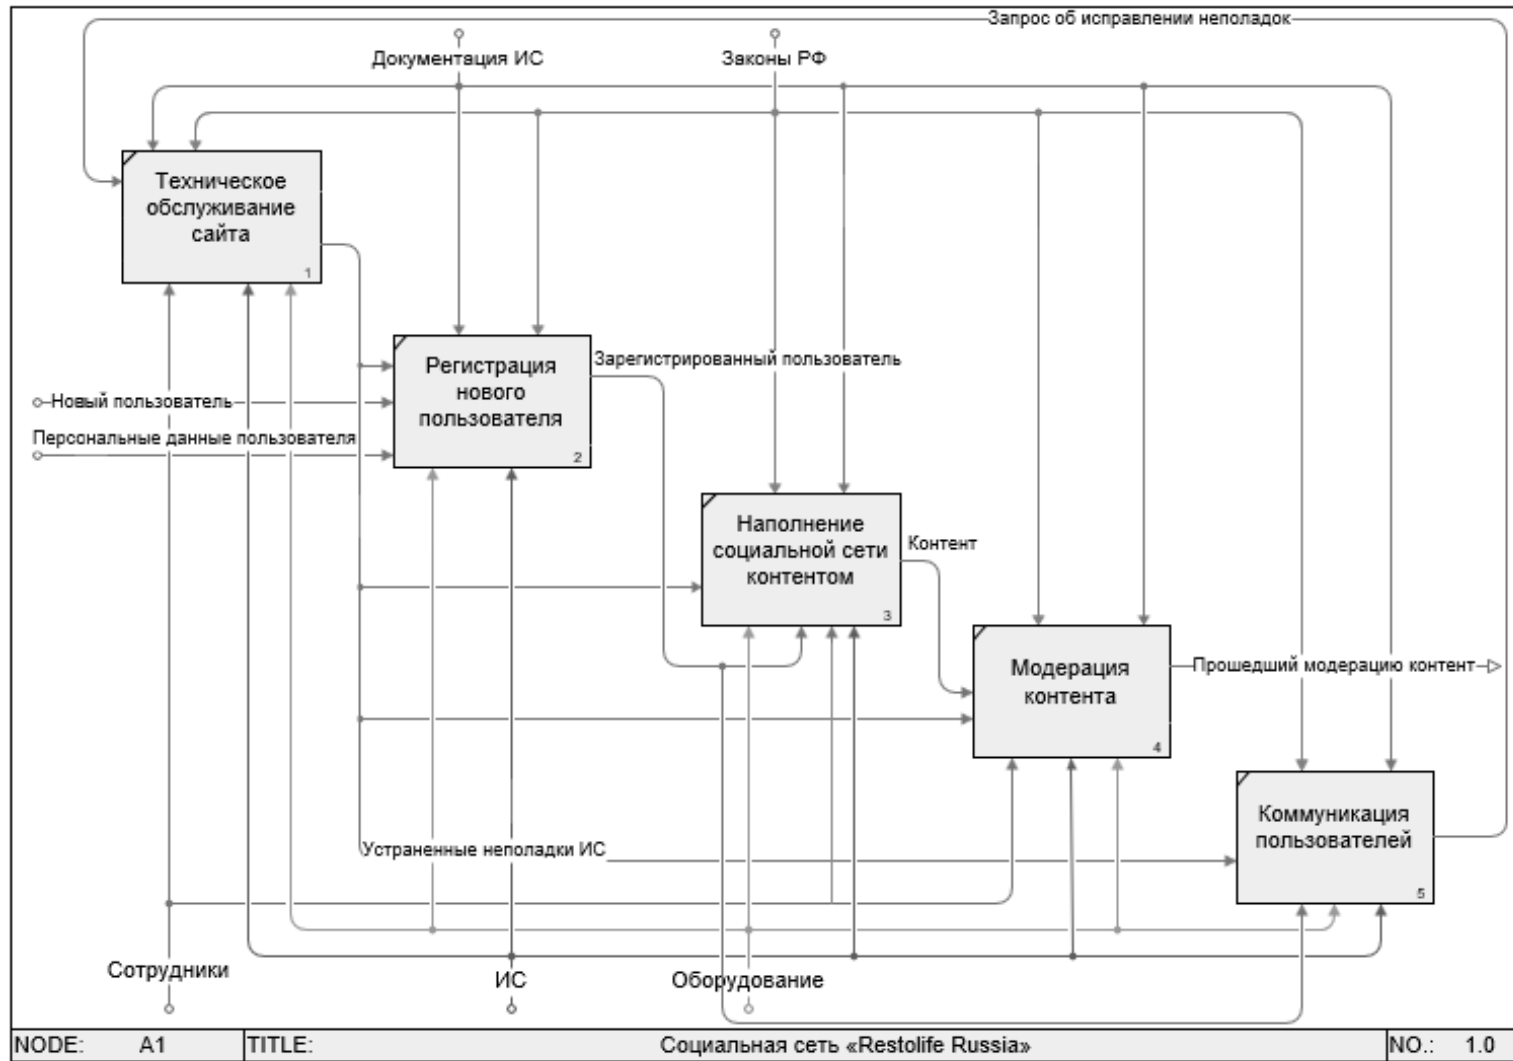 Запрос об исправлении неполадок
Документация ИС
Законы РФ
Техническое
обслуживание
сайта
1
Регистрация
нового
пользователя
2
Зарегистрированный пользователь
Новый пользователь
Персональные данные пользователя
Наполнение
социальной сети
контентом
3
Контент
Модерация
контента
4
Прошедший модерацию контент
Коммуникация
пользователей
5
Устраненные неполадки ИС
Сотрудники
ИС
Оборудование
NODE: A1 TITLE: Социальная сеть «Restolife Russia» NO.: 1.0